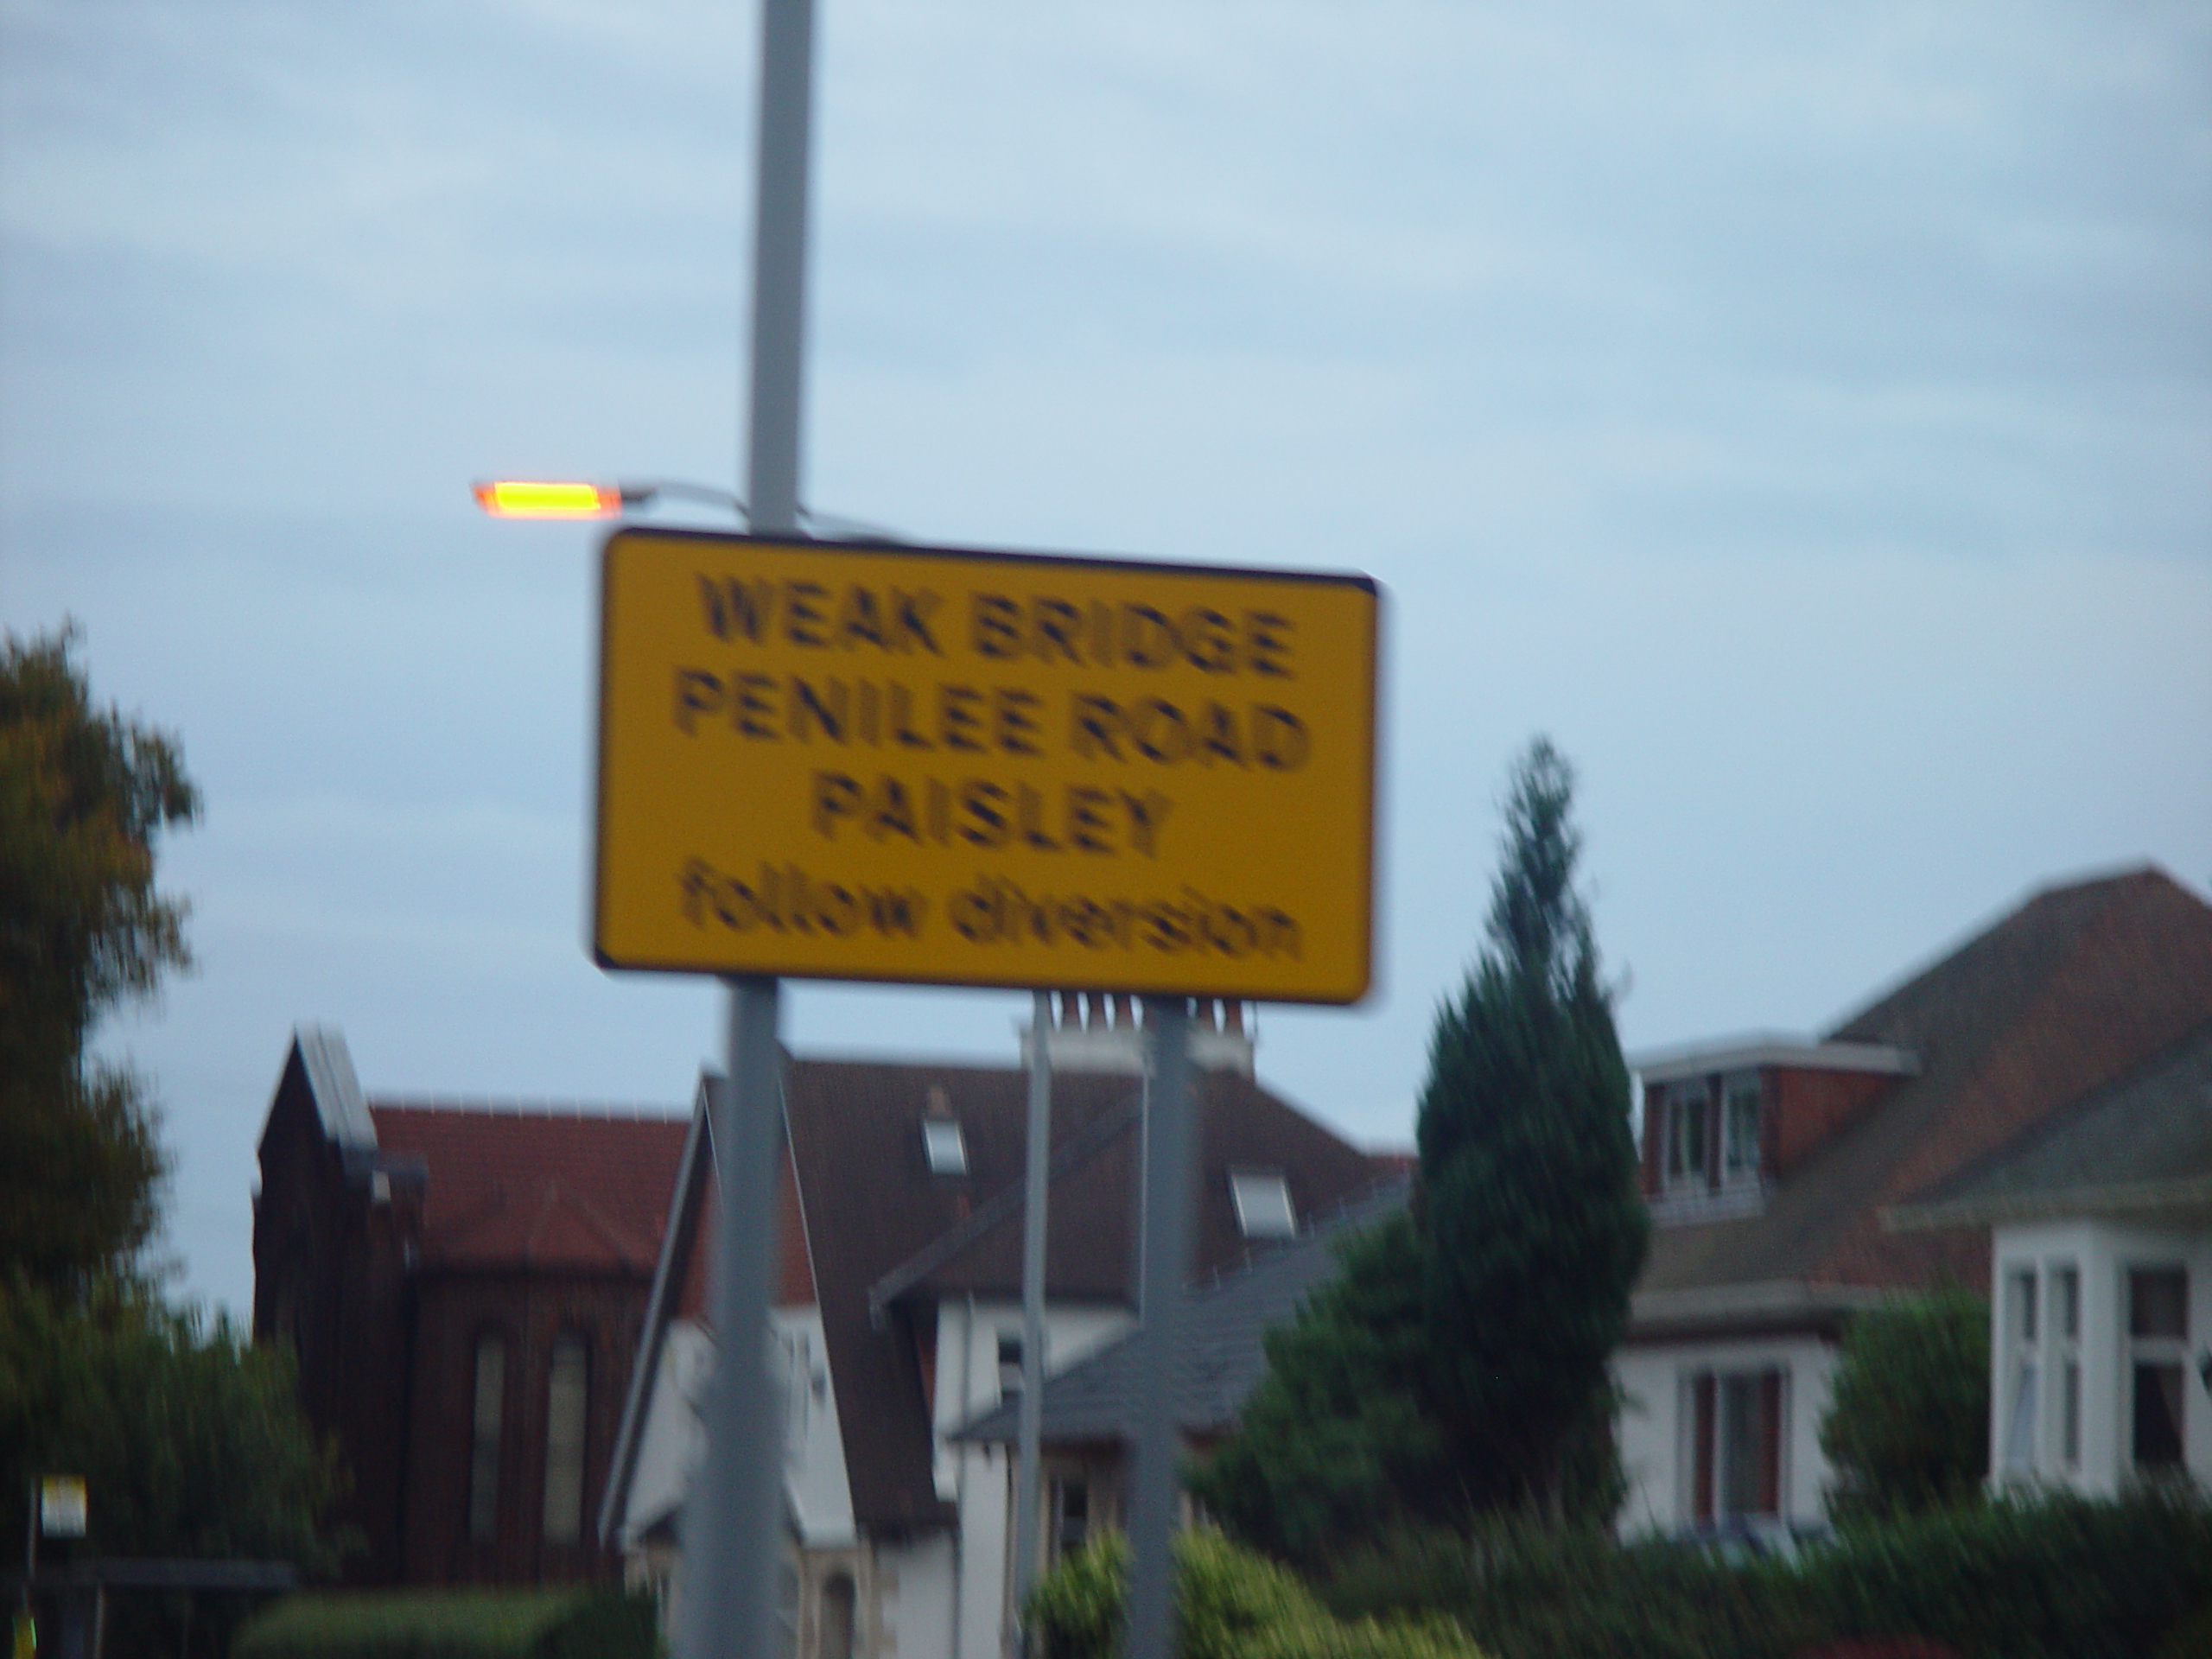 WEAK BRIDGE
PENILEE ROAD
PAISLEY
follow diversion